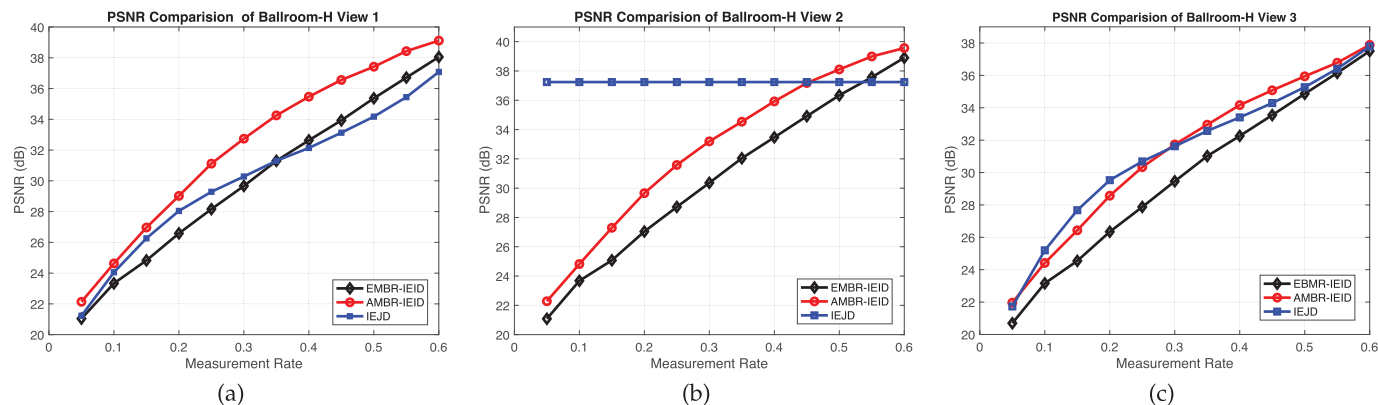 PSNR Comparision of Ballroom-H View 1
PSNR (dB)
40
38
36
34
32
30
28
26
24
22
20
0 0.1 0.2 0.3 0.4 0.5 0.6
Measurement Rate
EMBR-IEID
AMBR-IEID
IEJD
(a)
PSNR Comparision of Ballroom-H View 2
PSNR (dB)
40
38
36
34
32
30
28
26
24
22
20
0 0.1 0.2 0.3 0.4 0.5 0.6
Measurement Rate
EMBR-IEID
AMBR-IEID
IEJD
(b)
PSNR Comparision of Ballroom-H View 3
PSNR (dB)
38
36
34
32
30
28
26
24
22
20
0 0.1 0.2 0.3 0.4 0.5 0.6
Measurement Rate
EBMR-IEID
AMBR-IEID
IEJD
(c)